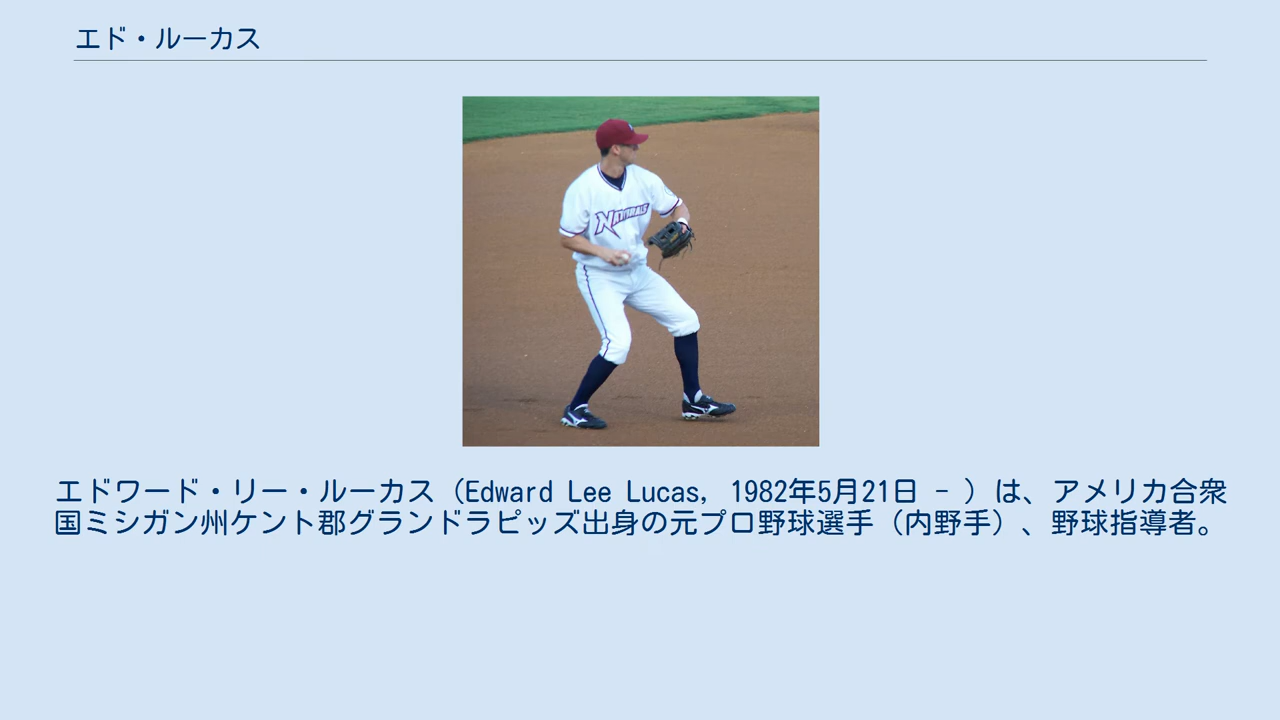 エド・ルーカス
NATURALS
エドワード・リー・ルーカス（Edward Lee Lucas, 1982年5月21日 - ）は、アメリカ合衆
国ミシガン州ケント郡グランドラピッズ出身の元プロ野球選手（内野手）、野球指導者。